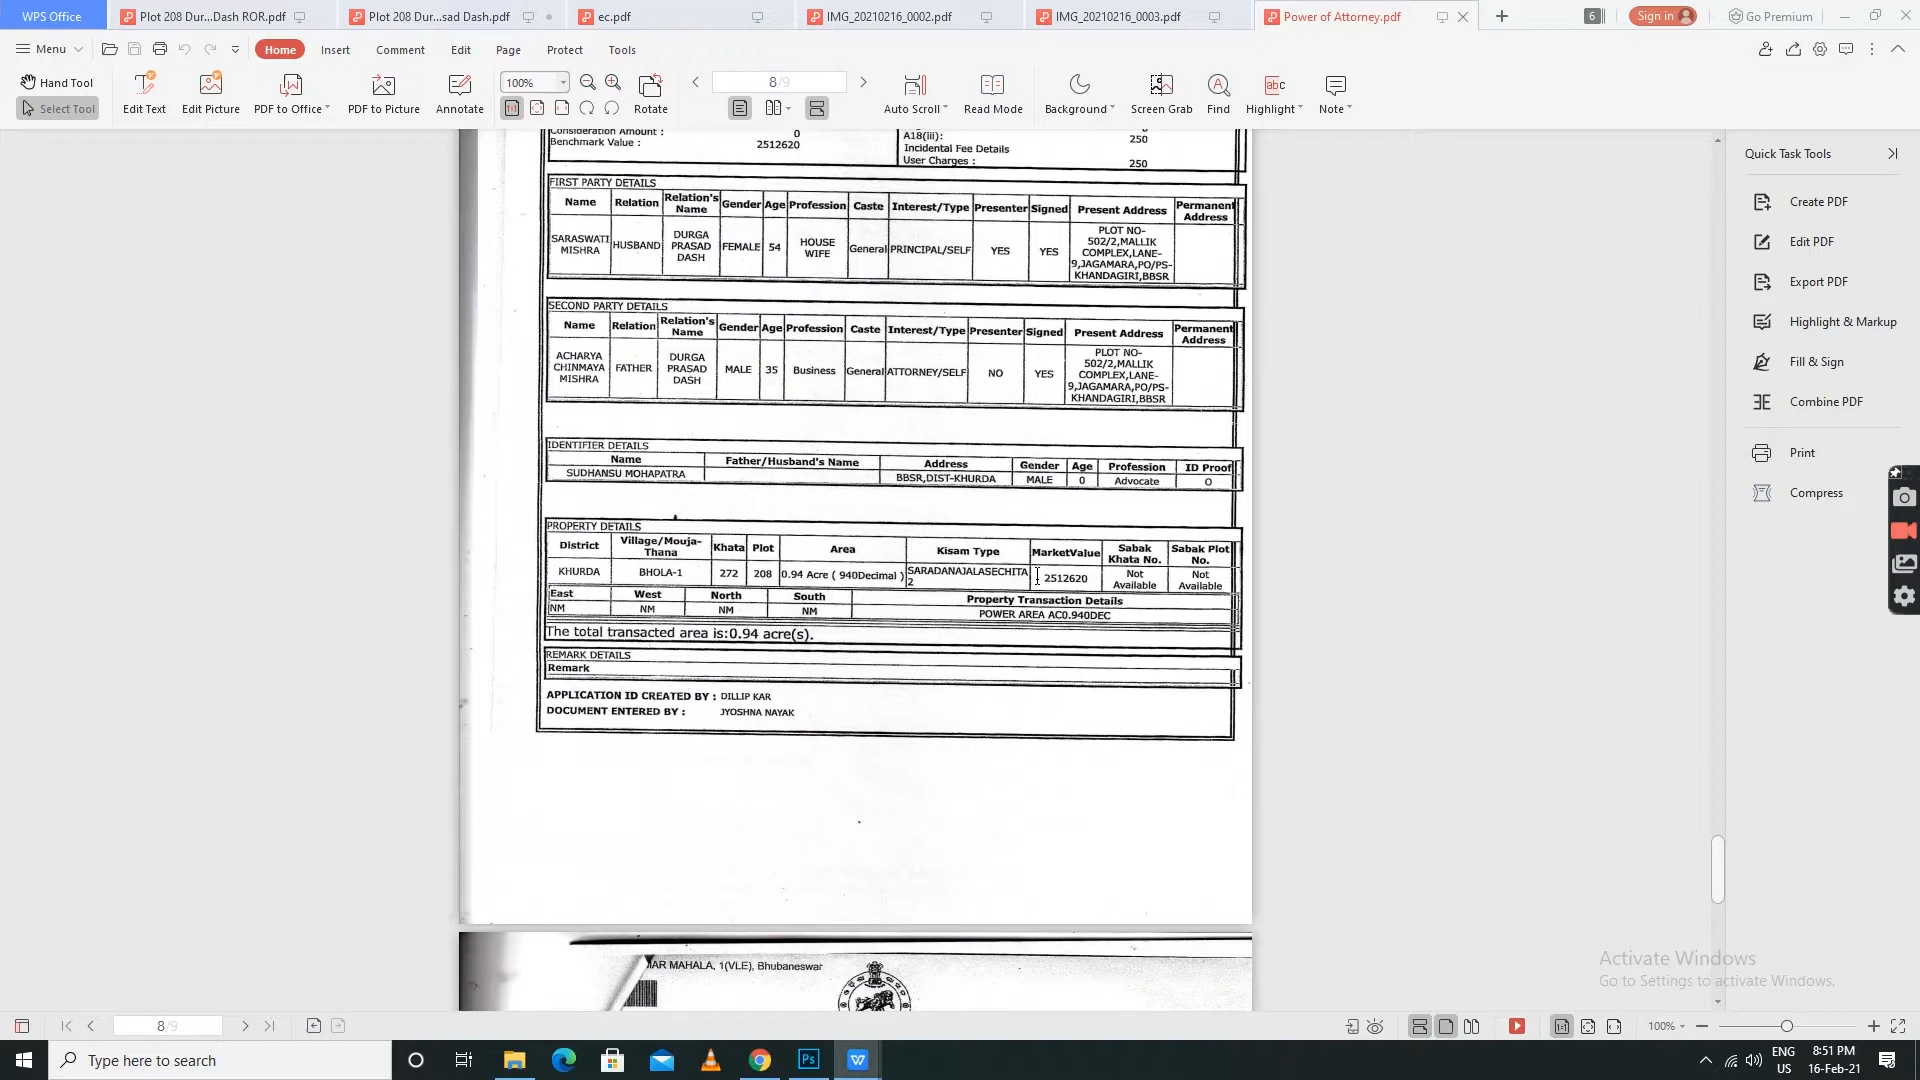 WPS Office
Plot 208 Dur...Dash ROR.pdf
Plot 208 Dur...sad Dash.pdf
ec.pdf
IMG_20210216_0002.pdf
IMG_20210216_0003.pdf
Power of Attorney.pdf
6
Sign in
Go Premium
Menu
Home
Insert
Comment
Edit
Page
Protect
Tools
Hand Tool
Select Tool
Edit Text
Edit Picture
PDF to Office
PDF to Picture
Annotate
100%
Rotate
8/9
Auto Scroll
Read Mode
Background
Screen Grab
Find
Highlight
Note
Consideration Amount : 0
Benchmark Value : 2512620
A18(iii): 250
Incidental Fee Details
User Charges : 250
FIRST PARTY DETAILS
Name Relation Relation's Name Gender Age Profession Caste Interest/Type Presenter Signed Present Address Permanent Address
SARASWATI MISHRA HUSBAND DURGA PRASAD DASH FEMALE 54 HOUSE WIFE General PRINCIPAL/SELF YES YES PLOT NO-502/2,MALLIK COMPLEX,LANE-9,JAGAMARA,PO/PS-KHANDAGIRI,BBSR
SECOND PARTY DETAILS
Name Relation Relation's Name Gender Age Profession Caste Interest/Type Presenter Signed Present Address Permanent Address
ACHARYA CHINMAYA MISHRA FATHER DURGA PRASAD DASH MALE 35 Business General ATTORNEY/SELF NO YES PLOT NO-502/2,MALLIK COMPLEX,LANE-9,JAGAMARA,PO/PS-KHANDAGIRI,BBSR
IDENTIFIER DETAILS
Name Father/Husband's Name Address Gender Age Profession ID Proof
SUDHANSU MOHAPATRA BBSR,DIST-KHURDA MALE 0 Advocate O
PROPERTY DETAILS
District Village/Mouja-Thana Khata Plot Area Kisam Type MarketValue Sabak Khata No. Sabak Plot No.
KHURDA BHOLA-1 272 208 0.94 Acre ( 940Decimal ) SARADANAJALASECHITA 2 2512620 Not Available Not Available
East West North South Property Transaction Details
NM NM NM NM POWER AREA AC0.940DEC
The total transacted area is:0.94 acre(s).
REMARK DETAILS
Remark
APPLICATION ID CREATED BY : DILLIP KAR
DOCUMENT ENTERED BY : JYOSHNA NAYAK
MAR MAHALA, 1(VLE), Bhubaneswar
Quick Task Tools
Create PDF
Edit PDF
Export PDF
Highlight & Markup
Fill & Sign
Combine PDF
Print
Compress
Activate Windows
Go to Settings to activate Windows.
8/9
100%
Type here to search
ENG
US
8:51 PM
16-Feb-21